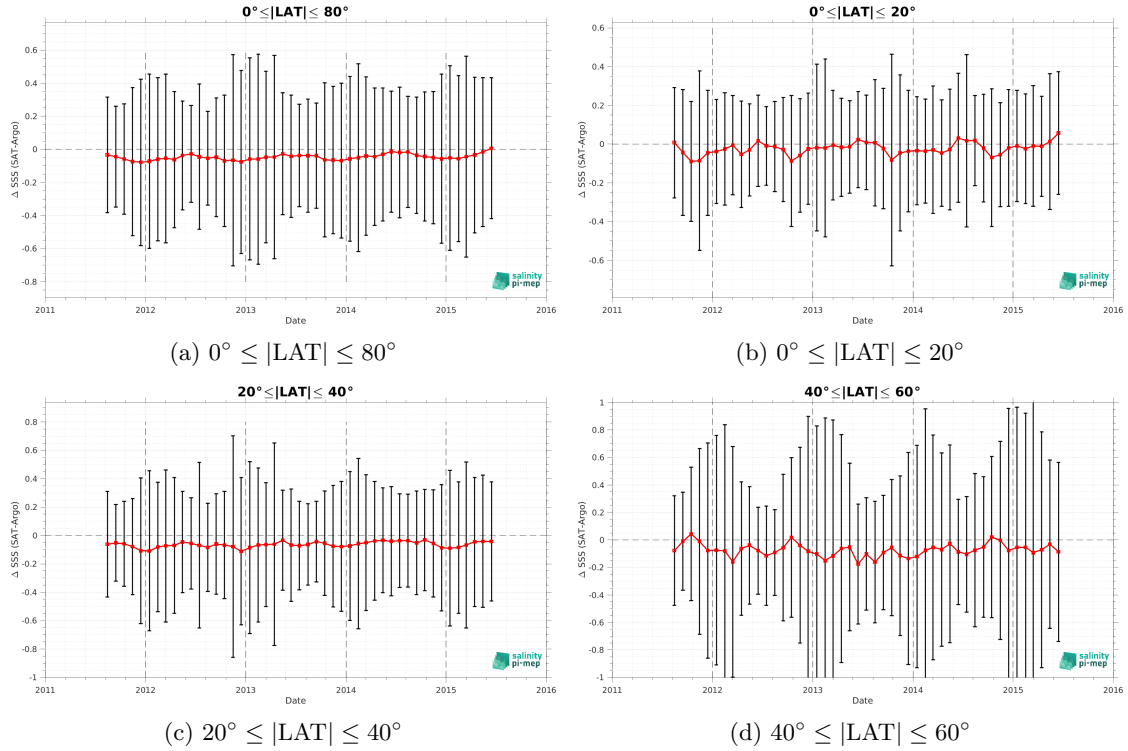 0°≤|LAT|≤ 80°
0.6
0.4
0.2
0
-0.2
-0.4
-0.6
-0.8
Δ SSS (SAT-Argo)
2011
2012
2013
2014
2015
2016
Date
salinity
pi-mep
(a) 0° ≤ |LAT| ≤ 80°
0°≤|LAT|≤ 20°
0.6
0.4
0.2
0
-0.2
-0.4
-0.6
Δ SSS (SAT-Argo)
2011
2012
2013
2014
2015
2016
Date
salinity
pi-mep
(b) 0° ≤ |LAT| ≤ 20°
20°≤|LAT|≤ 40°
0.8
0.6
0.4
0.2
0
-0.2
-0.4
-0.6
-0.8
-1
Δ SSS (SAT-Argo)
2011
2012
2013
2014
2015
2016
Date
salinity
pi-mep
(c) 20° ≤ |LAT| ≤ 40°
40°≤|LAT|≤ 60°
1
0.8
0.6
0.4
0.2
0
-0.2
-0.4
-0.6
-0.8
-1
Δ SSS (SAT-Argo)
2011
2012
2013
2014
2015
2016
Date
salinity
pi-mep
(d) 40° ≤ |LAT| ≤ 60°